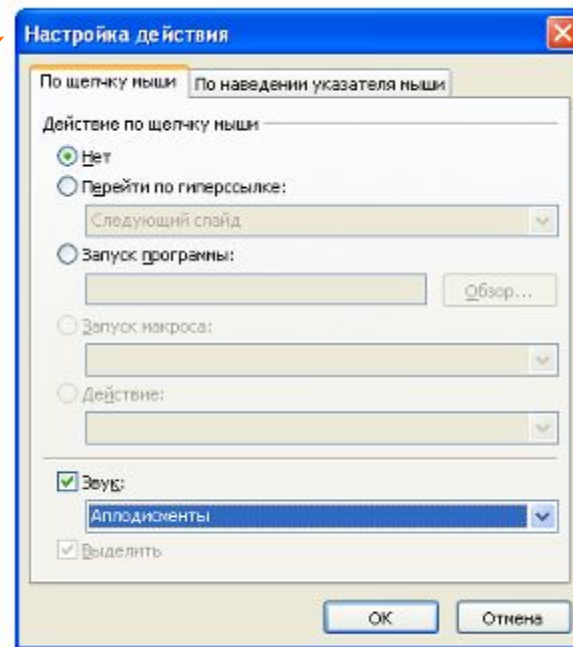 Настройка действия
По щелчку мыши По наведении указателя мыши
Действие по щелчку мыши
Нет
Перейти по гиперссылке:
Следующий слайд
Запуск программы:
Обзор...
Запуск макроса:
Действие:
Звук:
Апплодисменты
Выделить
ОК Отмена